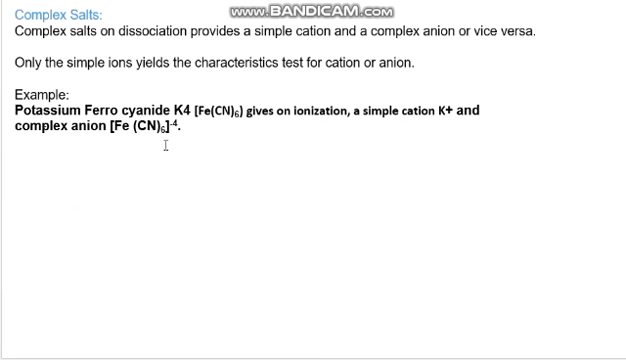 www.BANDICAM.com
Complex Salts:
Complex salts on dissociation provides a simple cation and a complex anion or vice versa.
Only the simple ions yields the characteristics test for cation or anion.
Example:
Potassium Ferro cyanide K4 [Fe(CN)₆) gives on ionization, a simple cation K+ and
complex anion [Fe (CN)₆]⁻⁴.